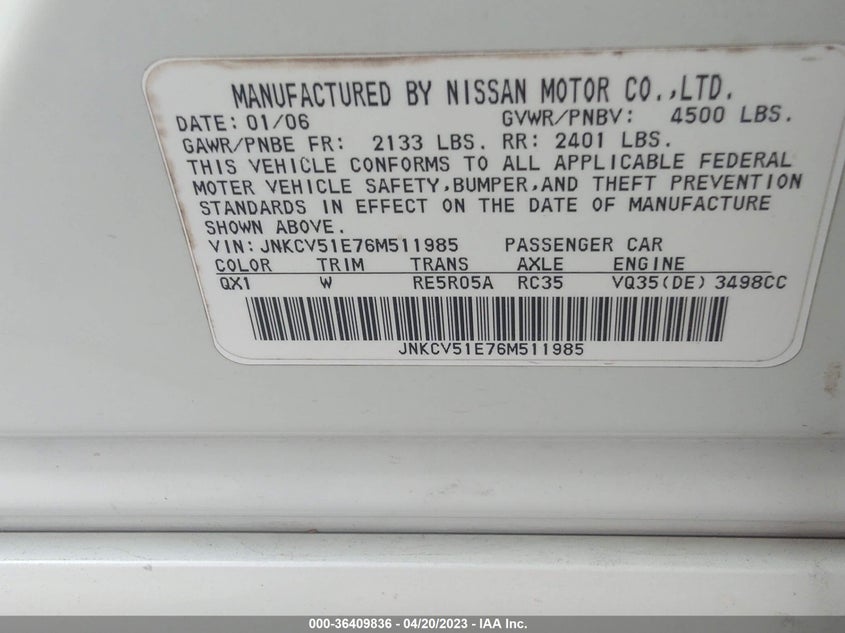 MANUFACTURED BY NISSAN MOTOR CO.,LTD.
DATE: 01/06 GVWR/PNBV: 4500 LBS.
GAWR/PNBE FR: 2133 LBS. RR: 2401 LBS.
THIS VEHICLE CONFORMS TO ALL APPLICABLE FEDERAL
MOTER VEHICLE SAFETY,BUMPER,AND THEFT PREVENTION
STANDARDS IN EFFECT ON THE DATE OF MANUFACTURE
SHOWN ABOVE.
VIN: JNKCV51E76M511985 PASSENGER CAR
COLOR TRIM TRANS AXLE ENGINE
QX1 W RE5R05A RC35 VQ35(DE) 3498CC
JNKCV51E76M511985
000-36409836 - 04/20/2023 - IAA Inc.